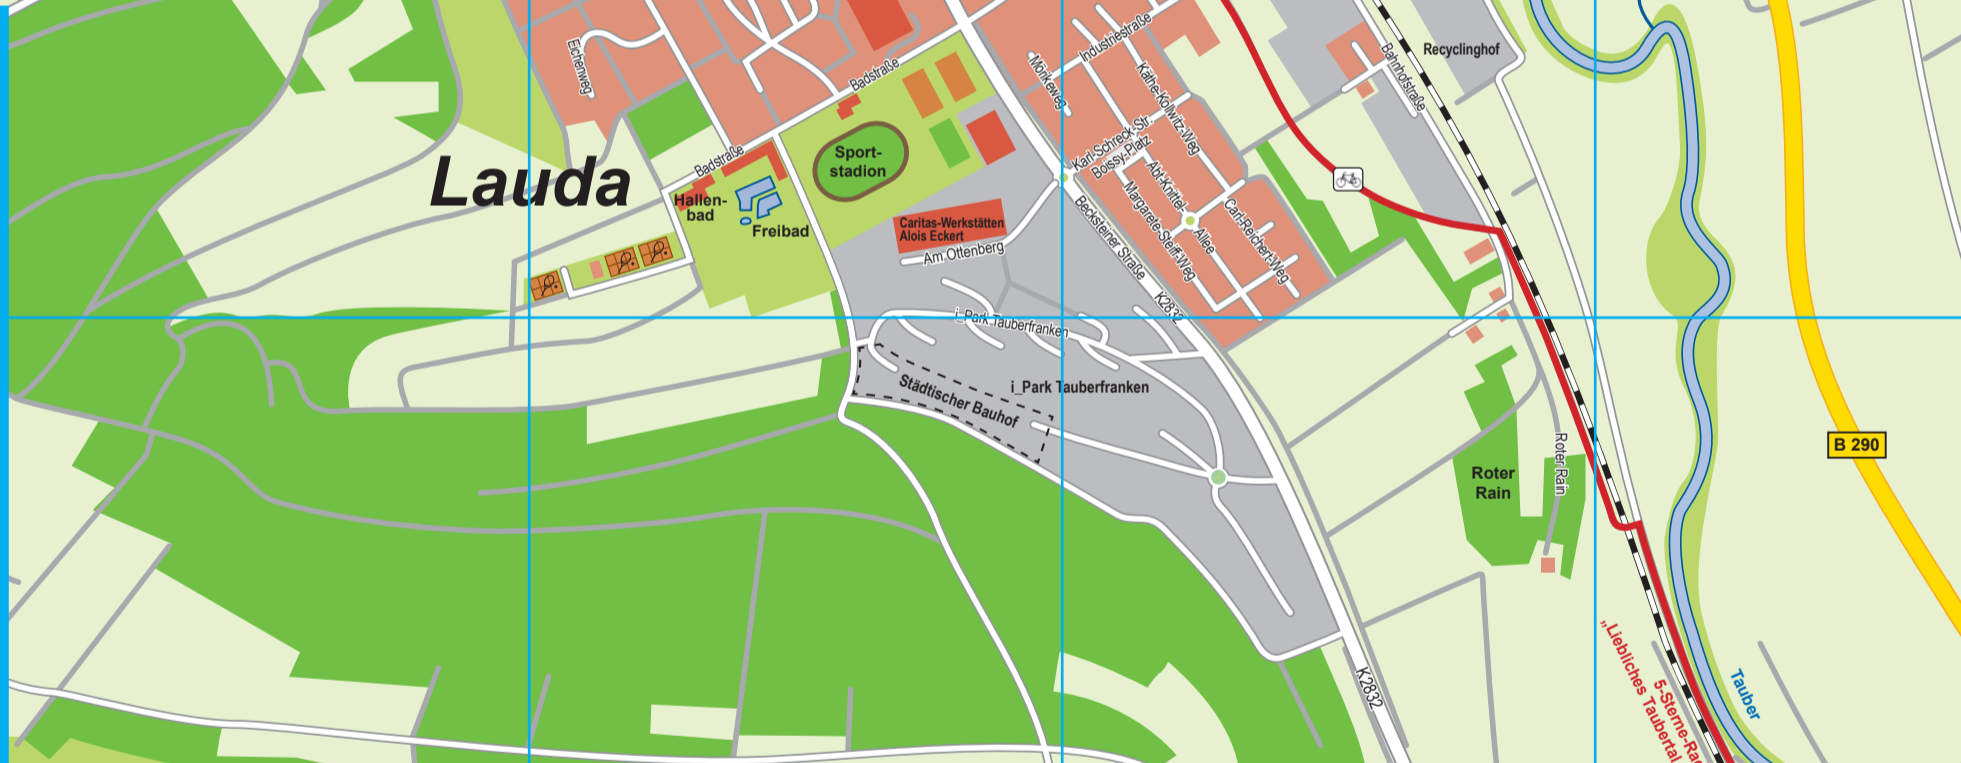 Eichenweg
Badstraße
Industriestraße
Mönkeweg
Käthe-Kollwitz-Weg
Bahnhofstraße
Recyclinghof
Lauda
Badstraße
Sport-
stadion
Karl-Schreck-Str.
Boissy-Platz
Abt-Knittel-
Allee
Margarete-Steiff-Weg
Carl-Reichert-Weg
Hallen-
bad
Freibad
Caritas-Werkstätten
Alois Eckert
Am Ottenberg
Becksteiner Straße
K2832
i_Park Tauberfranken
i_Park Tauberfranken
Städtischer Bauhof
Roter
Rain
Roter Rain
B 290
K2832
„Liebliches Taubertal
5-Sterne-Ra
Tauber